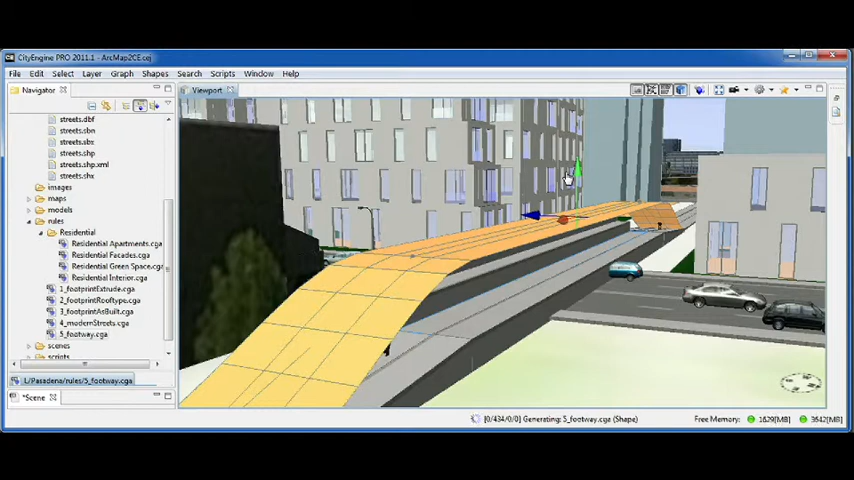 CityEngine PRO 2011.1 - ArcMap2CE.cej
File Edit Select Layer Graph Shapes Search Scripts Window Help
Navigator
Viewport
streets.dbf
streets.sbn
streets.sbx
streets.shp
streets.shp.xml
streets.shx
images
maps
models
rules
Residential
Residential Apartments.cga
Residential Facades.cga
Residential Green Space.cga
Residential Interior.cga
1_footprintExtrude.cga
2_footprintRooftype.cga
3_footprintAsBuilt.cga
4_modernStreets.cga
5_footway.cga
scenes
scripts
L/Pasadena/rules/5_footway.cga
*Scene
[0/434/0/0] Generating: 5_footway.cga (Shape)
Free Memory: 1629[MB] 3642[MB]